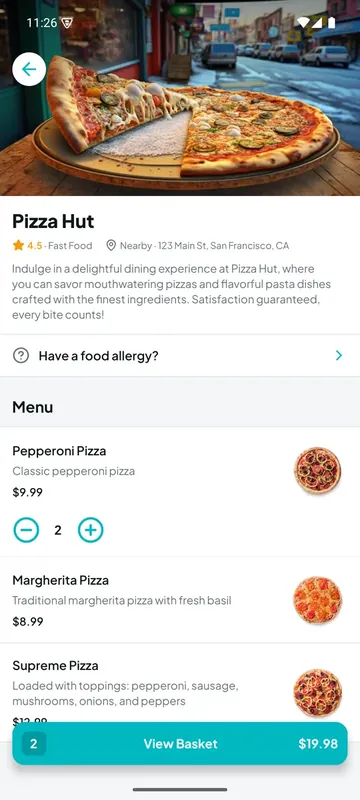 11:26
Pizza Hut
4.5 · Fast Food Nearby · 123 Main St, San Francisco, CA
Indulge in a delightful dining experience at Pizza Hut, where
you can savor mouthwatering pizzas and flavorful pasta dishes
crafted with the finest ingredients. Satisfaction guaranteed,
every bite counts!
Have a food allergy?
Menu
Pepperoni Pizza
Classic pepperoni pizza
$9.99
2
Margherita Pizza
Traditional margherita pizza with fresh basil
$8.99
Supreme Pizza
Loaded with toppings: pepperoni, sausage,
mushrooms, onions, and peppers
2 View Basket $19.98